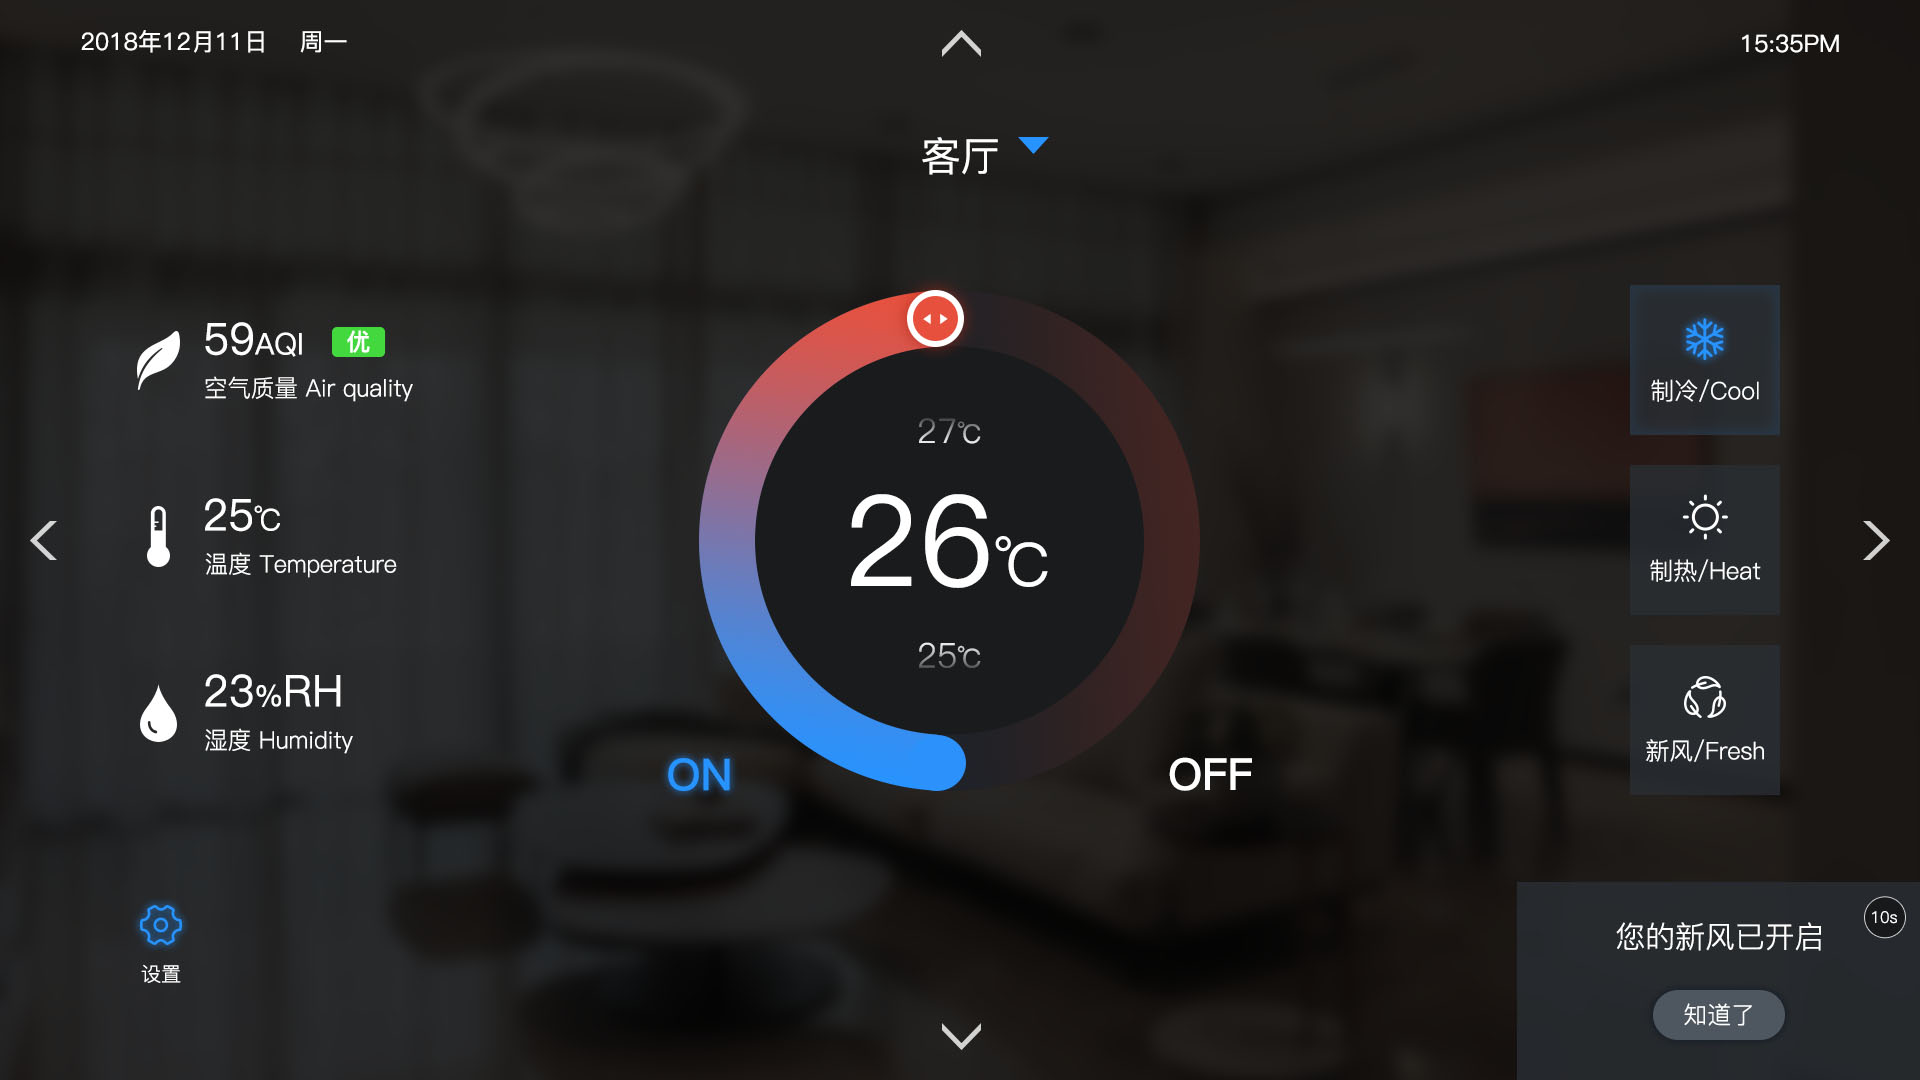 2018年12月11日 周一
15:35PM
客厅
59AQI 优
空气质量 Air quality
25℃
温度 Temperature
23%RH
湿度 Humidity
设置
27℃
26℃
25℃
ON
OFF
制冷/Cool
制热/Heat
新风/Fresh
10s
您的新风已开启
知道了